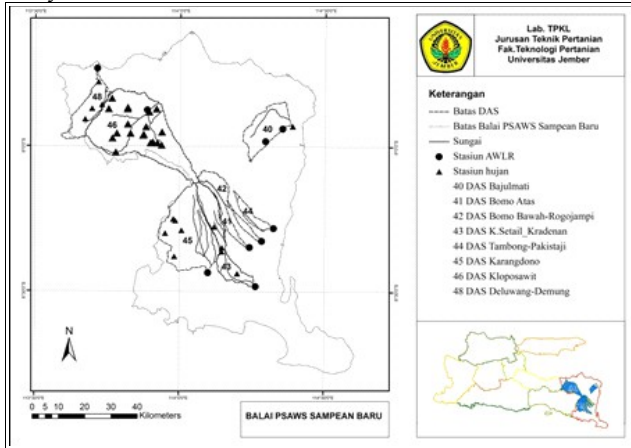 48
46
40
42
44
41
45
43
N
0 5 10 20 30 40
Kilometers
BALAI PSAWS SAMPEAN BARU
Lab. TPKL
Jurusan Teknik Pertanian
Fak.Teknologi Pertanian
Universitas Jember
Keterangan
Batas DAS
Batas Balai PSAWS Sampean Baru
Sungai
Stasiun AWLR
Stasiun hujan
40 DAS Bajulmati
41 DAS Bomo Atas
42 DAS Bomo Bawah-Rogojampi
43 DAS K.Setail_Kradenan
44 DAS Tambong-Pakistaji
45 DAS Karangdono
46 DAS Kloposawit
48 DAS Deluwang-Demung